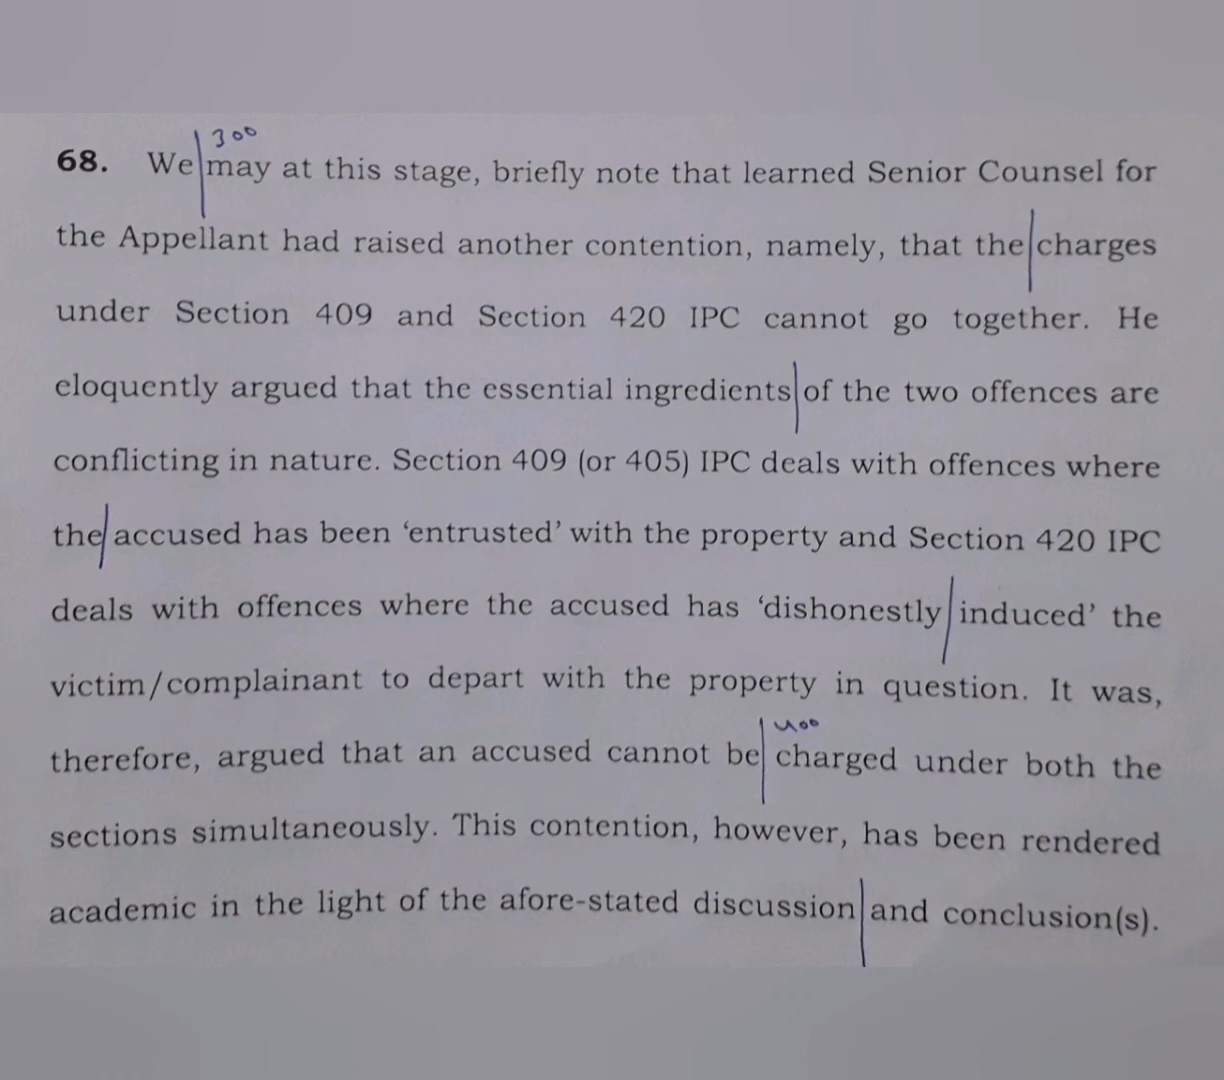 300
68. We may at this stage, briefly note that learned Senior Counsel for
the Appellant had raised another contention, namely, that the charges
under Section 409 and Section 420 IPC cannot go together. He
eloquently argued that the essential ingredients of the two offences are
conflicting in nature. Section 409 (or 405) IPC deals with offences where
the accused has been ‘entrusted’ with the property and Section 420 IPC
deals with offences where the accused has ‘dishonestly induced’ the
victim/complainant to depart with the property in question. It was,
400
therefore, argued that an accused cannot be charged under both the
sections simultaneously. This contention, however, has been rendered
academic in the light of the afore-stated discussion and conclusion(s).